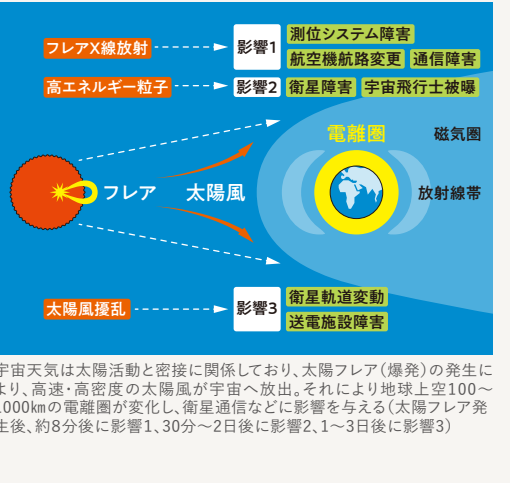 フレアX線放射
影響1
測位システム障害
航空機航路変更 通信障害
高エネルギー粒子
影響2
衛星障害 宇宙飛行士被曝
電離圏
磁気圏
フレア
太陽風
放射線帯
太陽風擾乱
影響3
衛星軌道変動
送電施設障害
宇宙天気は太陽活動と密接に関係しており、太陽フレア（爆発）の発生に
より、高速・高密度の太陽風が宇宙へ放出。それにより地球上空100～
1000㎞の電離圏が変化し、衛星通信などに影響を与える（太陽フレア発
生後、約8分後に影響1、30分～2日後に影響2、1～3日後に影響3）